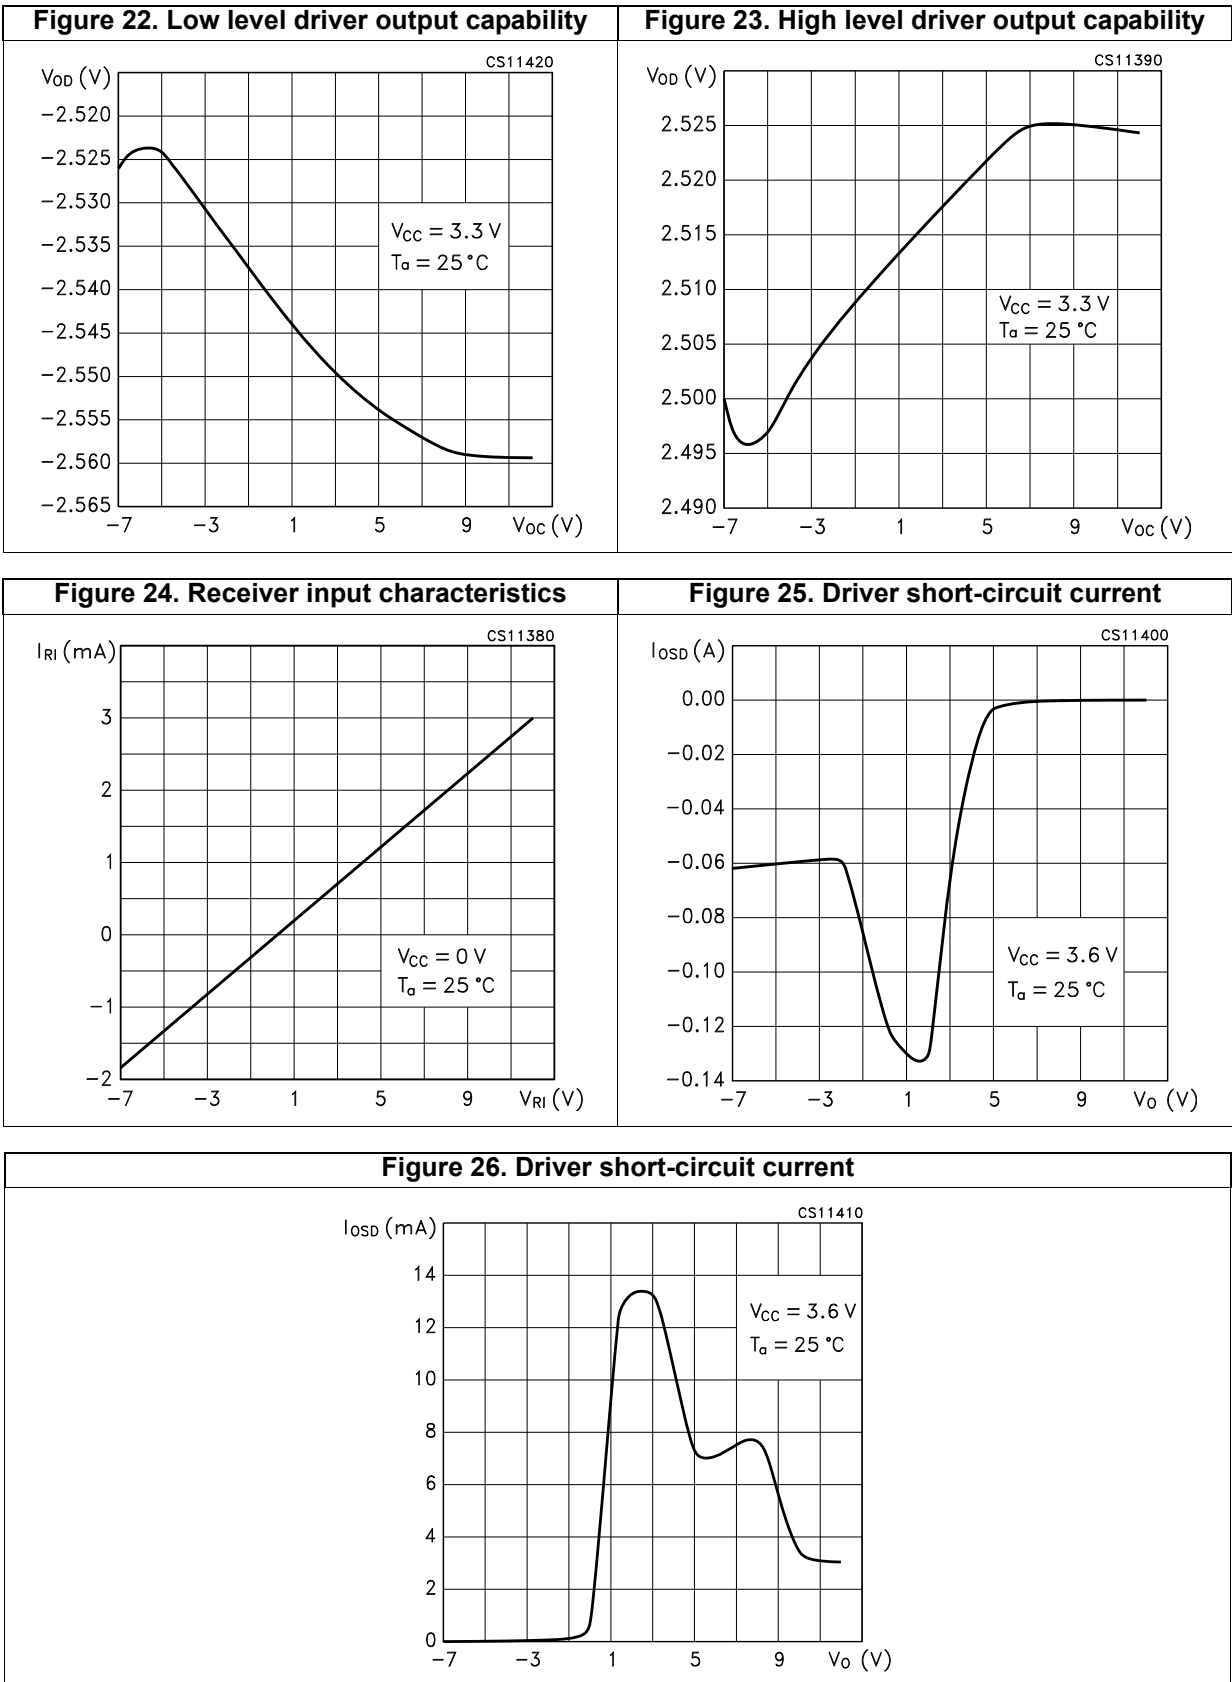 Figure 22. Low level driver output capability
CS11420
VOD (V)
−2.520
−2.525
−2.530
−2.535
−2.540
−2.545
−2.550
−2.555
−2.560
−2.565
VCC = 3.3 V
Ta = 25 °C
−7 −3 1 5 9 VOC (V)
Figure 23. High level driver output capability
CS11390
VOD (V)
2.525
2.520
2.515
2.510
2.505
2.500
2.495
2.490
VCC = 3.3 V
Ta = 25 °C
−7 −3 1 5 9 VOC (V)
Figure 24. Receiver input characteristics
CS11380
IRI (mA)
3
2
1
0
−1
−2
VCC = 0 V
Ta = 25 °C
−7 −3 1 5 9 VRI (V)
Figure 25. Driver short-circuit current
CS11400
IOSD (A)
0.00
−0.02
−0.04
−0.06
−0.08
−0.10
−0.12
−0.14
VCC = 3.6 V
Ta = 25 °C
−7 −3 1 5 9 VO (V)
Figure 26. Driver short-circuit current
CS11410
IOSD (mA)
14
12
10
8
6
4
2
0
VCC = 3.6 V
Ta = 25 °C
−7 −3 1 5 9 VO (V)